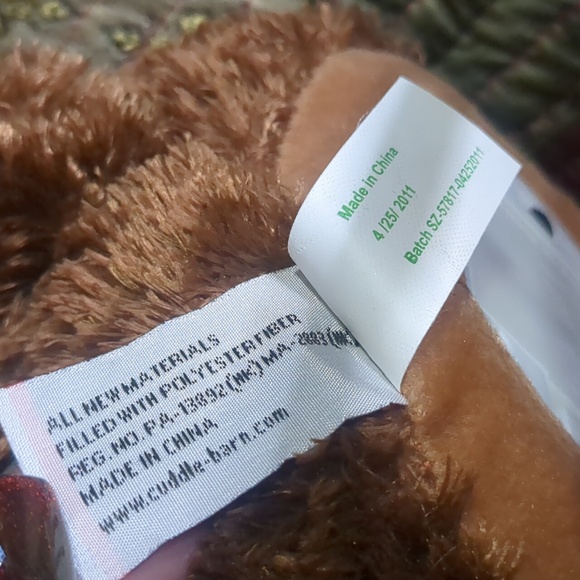 Made in China
4 /25/ 2011
Batch SZ-57817-04252011
ALL NEW MATERIALS
FILLED WITH POLYESTER FIBER
REG. NO. PA-13892(HK) MA-2883(HK)
MADE IN CHINA
www.cuddle-barn.com